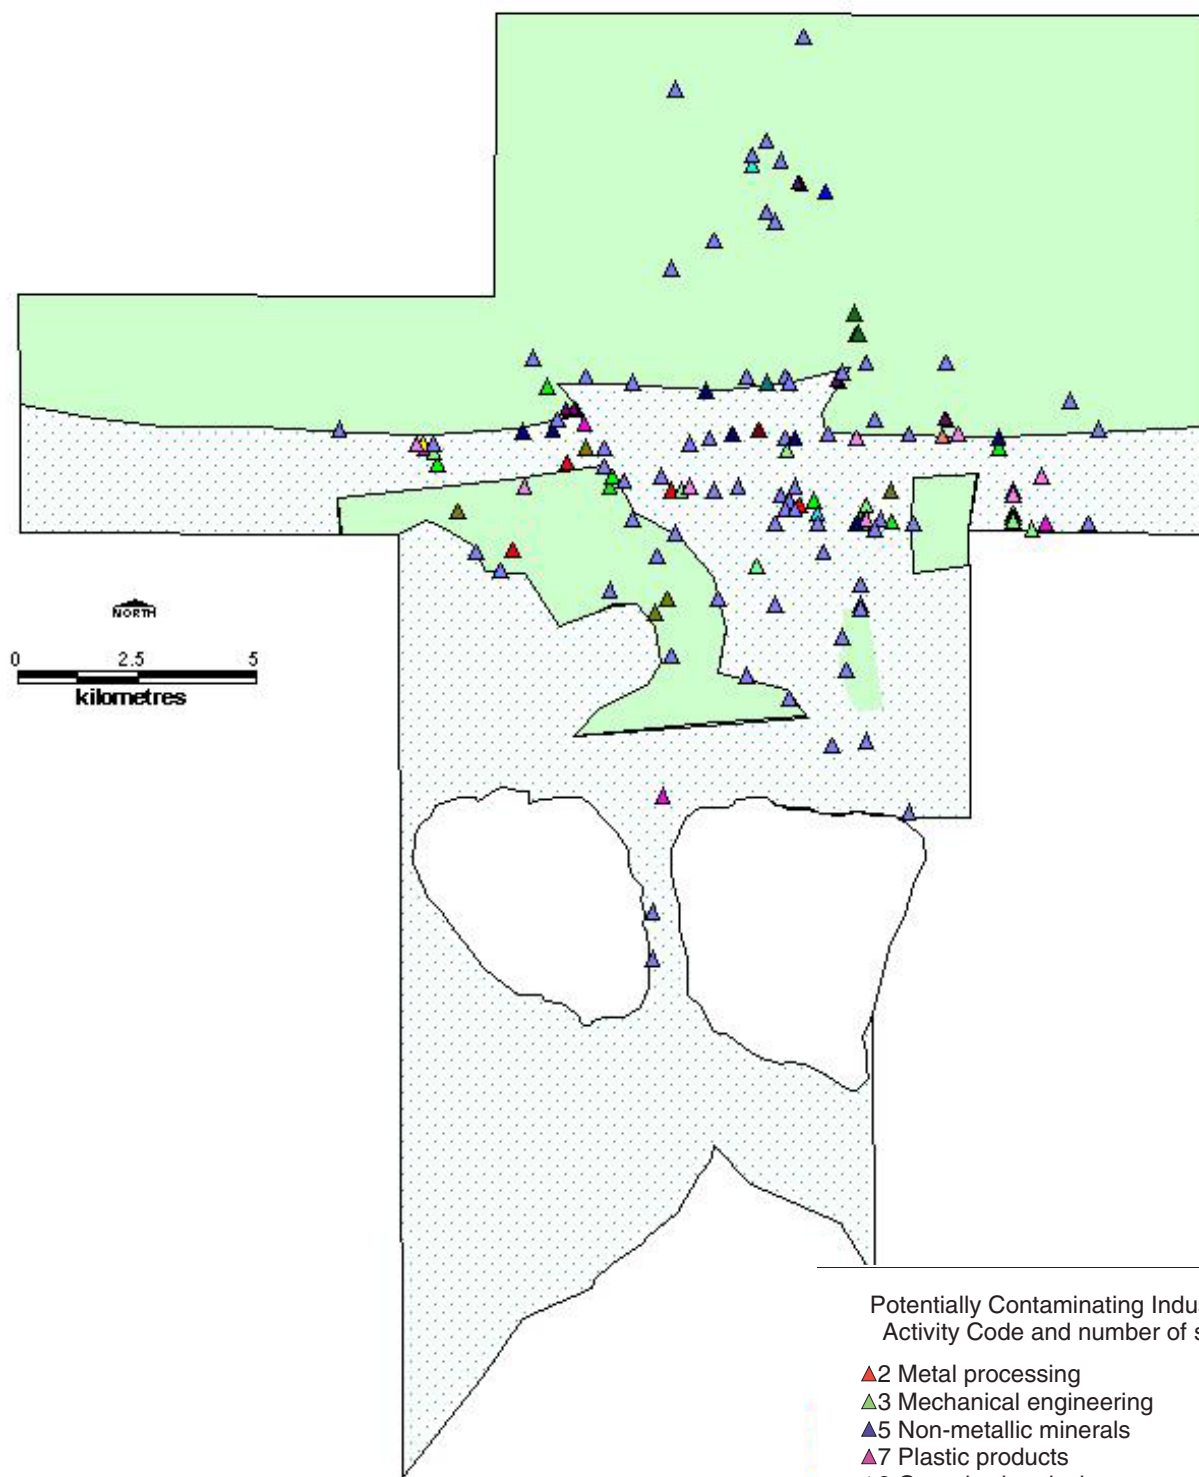 NORTH
0 2.5 5
kilometres
Potentially Contaminating Indus
Activity Code and number of s
2 Metal processing
3 Mechanical engineering
5 Non-metallic minerals
7 Plastic products